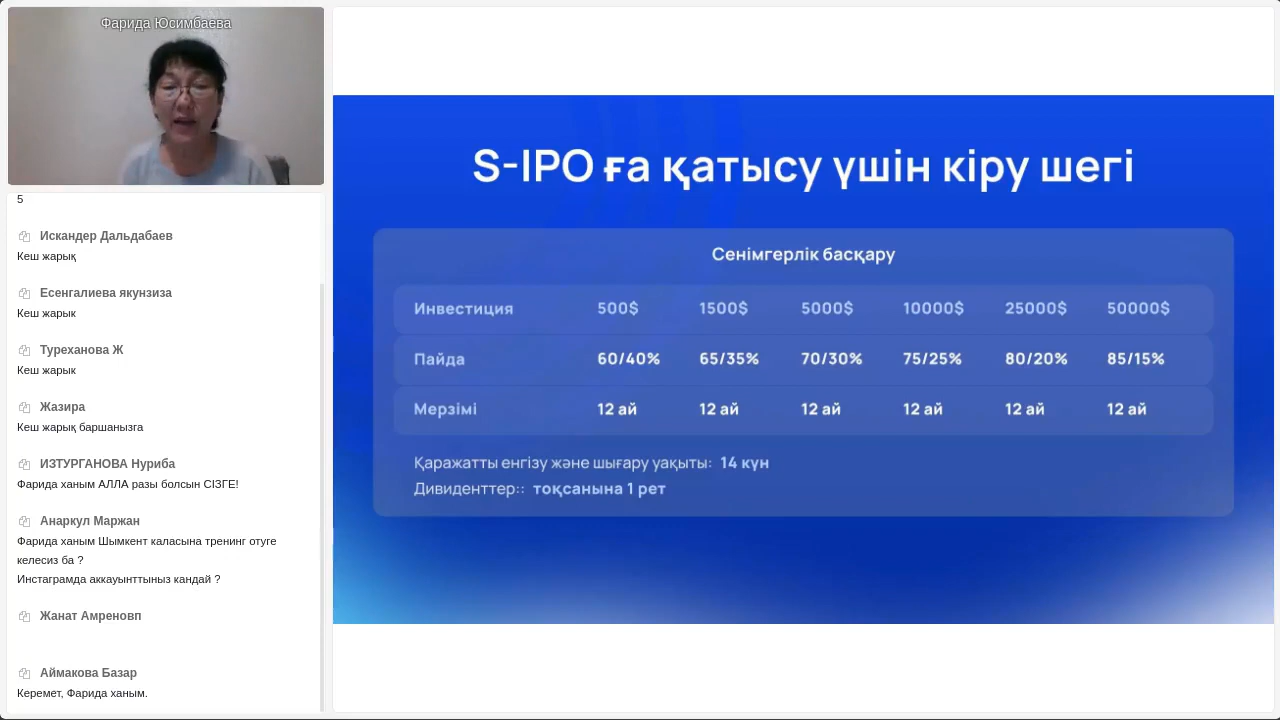 Фарида Юсимбаева
5
Искандер Дальдабаев
Кеш жарық
Есенгалиева якунзиза
Кеш жарык
Туреханова Ж
Кеш жарык
Жазира
Кеш жарық баршанызга
ИЗТУРГАНОВА Нуриба
Фарида ханым АЛЛА разы болсын СІЗГЕ!
Анаркул Маржан
Фарида ханым Шымкент каласына тренинг отуге
келесиз ба ?
Инстаграмда аккауынттыныз кандай ?
Жанат Амреновп
Аймакова Базар
Керемет, Фарида ханым.
S-IPO ға қатысу үшін кіру шегі
Сенімгерлік басқару
Инвестиция 500$ 1500$ 5000$ 10000$ 25000$ 50000$
Пайда 60/40% 65/35% 70/30% 75/25% 80/20% 85/15%
Мерзімі 12 ай 12 ай 12 ай 12 ай 12 ай 12 ай
Қаражатты енгізу және шығару уақыты: 14 күн
Дивиденттер:: тоқсанына 1 рет